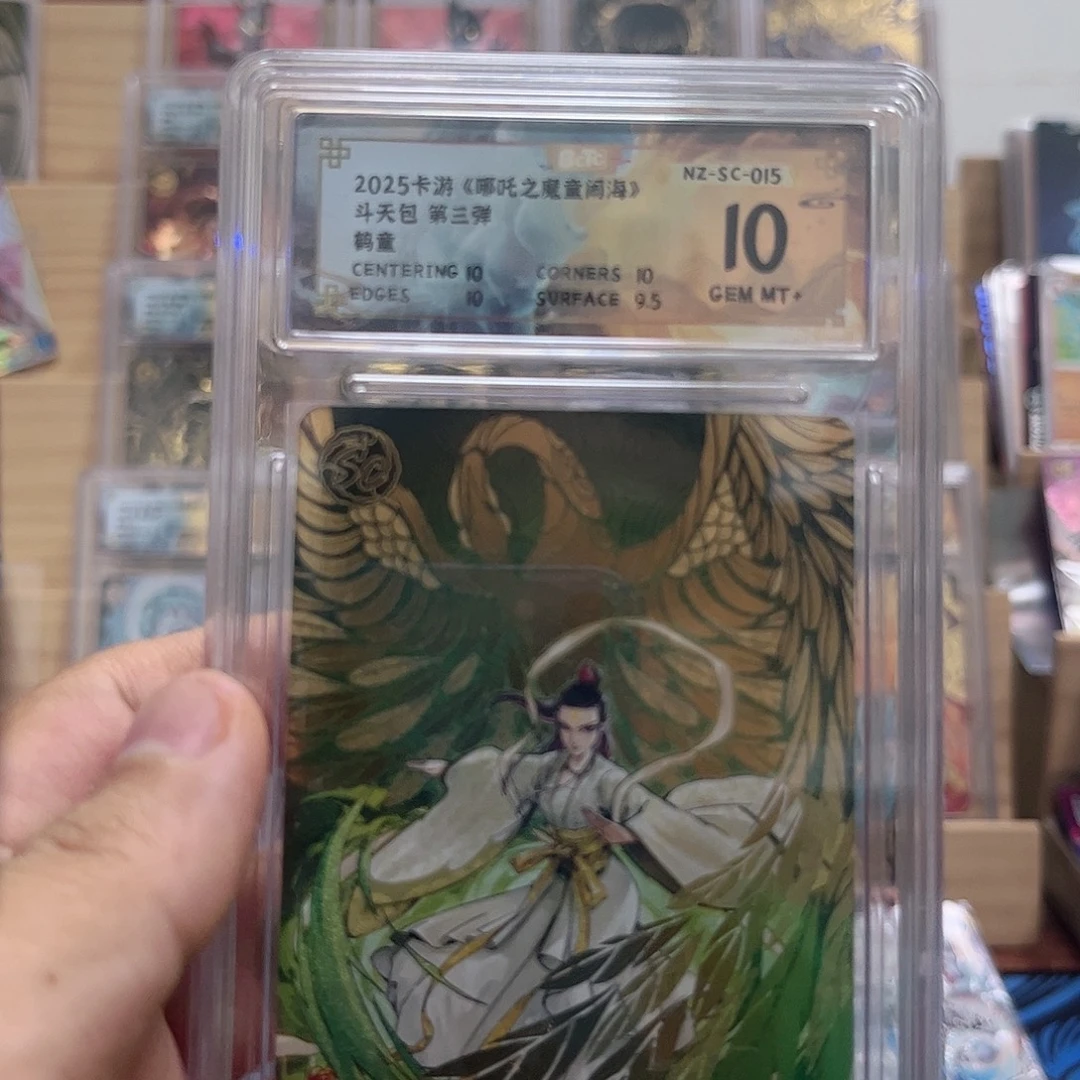 NZ-SC-015
2025卡游《哪吒之魔童闹海》
斗天包 第三弹
鹤童
10
CENTERING 10 CORNERS 10
EDGES 10 SURFACE 9.5
GEM MT+
SC